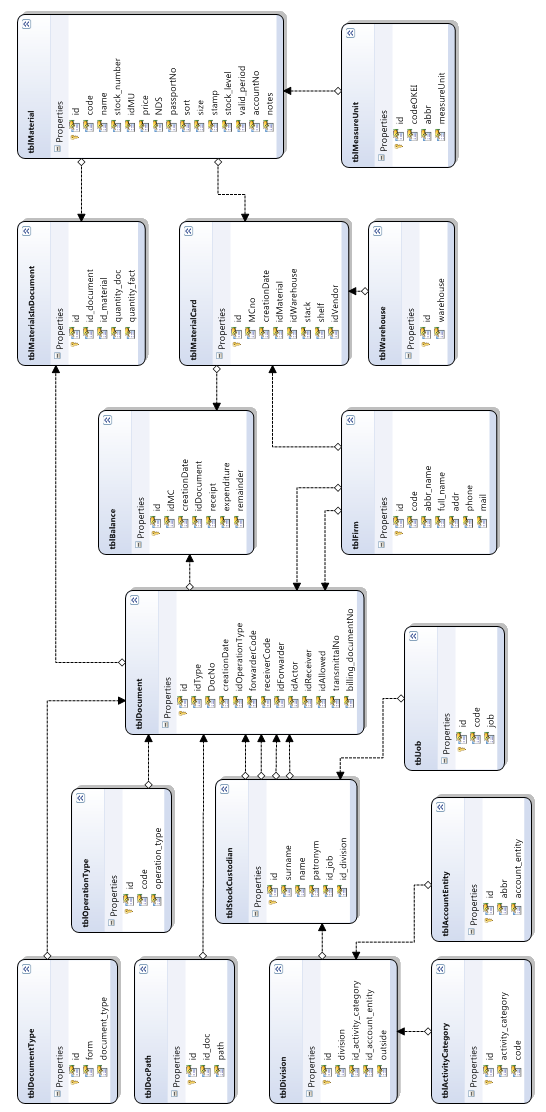 tblDocumentType
Properties
id
form
document_type
tblMaterialsInDocument
Properties
id
id_document
id_material
quantity_doc
quantity_fact
tblMaterial
Properties
id
code
name
stock_number
idMU
price
NDS
passportNo
sort
size
stamp
stock_level
valid_period
accountNo
notes
tblOperationType
Properties
id
code
operation_type
tblBalance
Properties
id
idMC
creationDate
idDocument
receipt
expenditure
remainder
tblDocument
Properties
id
idType
DocNo
creationDate
idOperationType
forwarderCode
receiverCode
idForwarder
idActor
idReceiver
idAllowed
transmittalNo
billing_documentNo
tblDocPath
Properties
id
id_doc
path
tblMaterialCard
Properties
id
MCno
creationDate
idMaterial
idWarehouse
stack
shelf
idVendor
tblStockCustodian
Properties
id
surname
name
patronym
id_job
id_division
tblDivision
Properties
id
division
id_activity_category
id_account_entity
outside
tblFirm
Properties
id
code
abbr_name
full_name
addr
phone
mail
tblMeasureUnit
Properties
id
codeOKEI
abbr
measureUnit
tblWarehouse
Properties
id
warehouse
tblJob
Properties
id
code
job
tblActivityCategory
Properties
id
activity_category
code
tblAccountEntity
Properties
id
abbr
account_entity